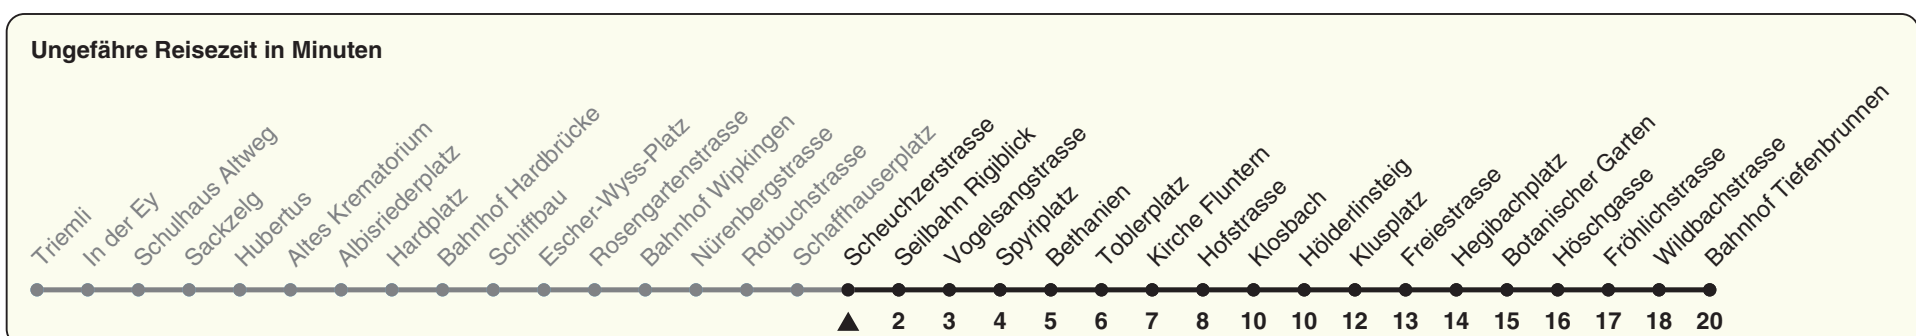 Ungefähre Reisezeit in Minuten
Triemli
In der Ey
Schulhaus Altweg
Sackzelg
Hubertus
Altes Krematorium
Albisriederplatz
Hardplatz
Bahnhof Hardbrücke
Schiffbau
Escher-Wyss-Platz
Rosengartenstrasse
Bahnhof Wipkingen
Nürenbergstrasse
Rotbuchstrasse
Schaffhauserplatz
Scheuchzerstrasse
Seilbahn Rigiblick
Vogelsangstrasse
Spyriplatz
Bethanien
Toblerplatz
Kirche Fluntern
Hofstrasse
Klosbach
Hölderlinsteig
Klusplatz
Freiestrasse
Hegibachplatz
Botanischer Garten
Höschgasse
Fröhlichstrasse
Wildbachstrasse
Bahnhof Tiefenbrunnen
2 3 4 5 6 7 8 10 10 12 13 14 15 16 17 18 20